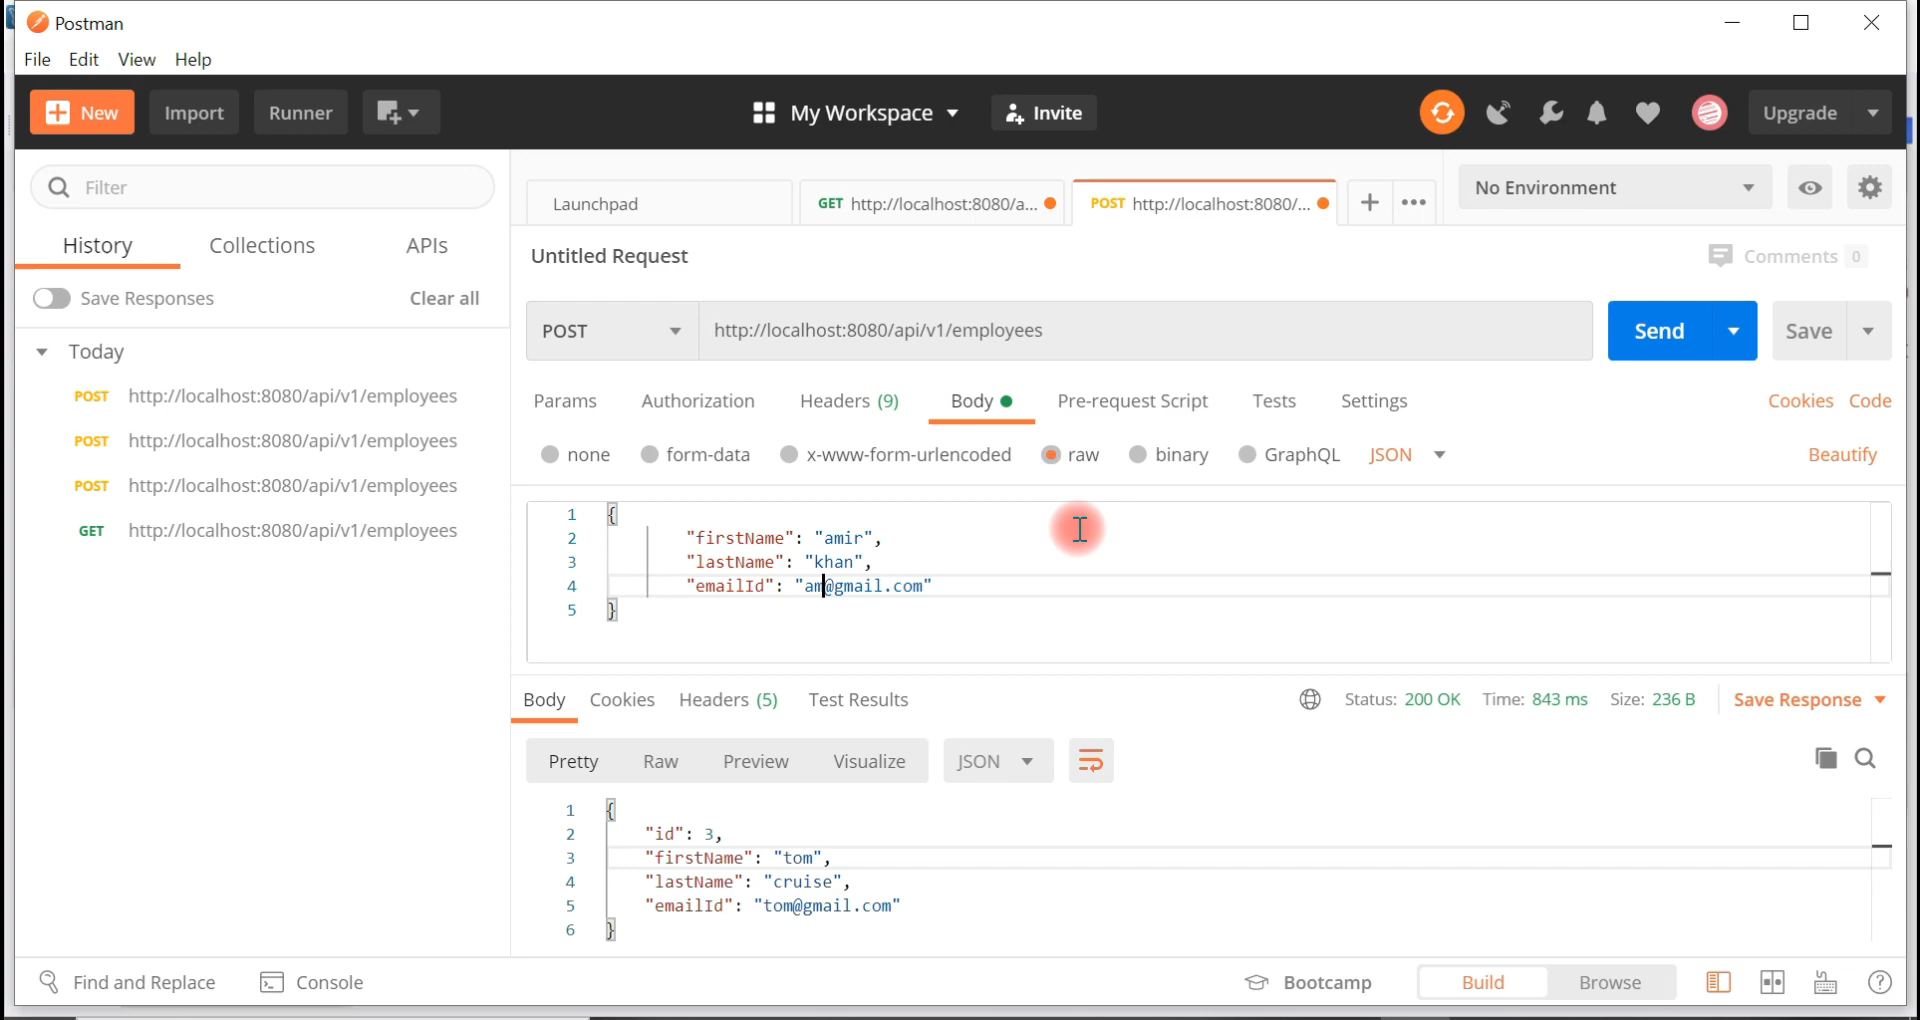 Postman
File Edit View Help
New Import Runner My Workspace Invite Upgrade
Filter
History Collections APIs
Save Responses Clear all
Today
POST http://localhost:8080/api/v1/employees
POST http://localhost:8080/api/v1/employees
POST http://localhost:8080/api/v1/employees
GET http://localhost:8080/api/v1/employees
Launchpad GET http://localhost:8080/a... POST http://localhost:8080/... No Environment
Untitled Request Comments 0
POST http://localhost:8080/api/v1/employees Send Save
Params Authorization Headers (9) Body Pre-request Script Tests Settings Cookies Code
none form-data x-www-form-urlencoded raw binary GraphQL JSON Beautify
1 {
2 "firstName": "amir",
3 "lastName": "khan",
4 "emailId": "am@gmail.com"
5 }
Body Cookies Headers (5) Test Results Status: 200 OK Time: 843 ms Size: 236 B Save Response
Pretty Raw Preview Visualize JSON
1 {
2 "id": 3,
3 "firstName": "tom",
4 "lastName": "cruise",
5 "emailId": "tom@gmail.com"
6 }
Find and Replace Console Bootcamp Build Browse